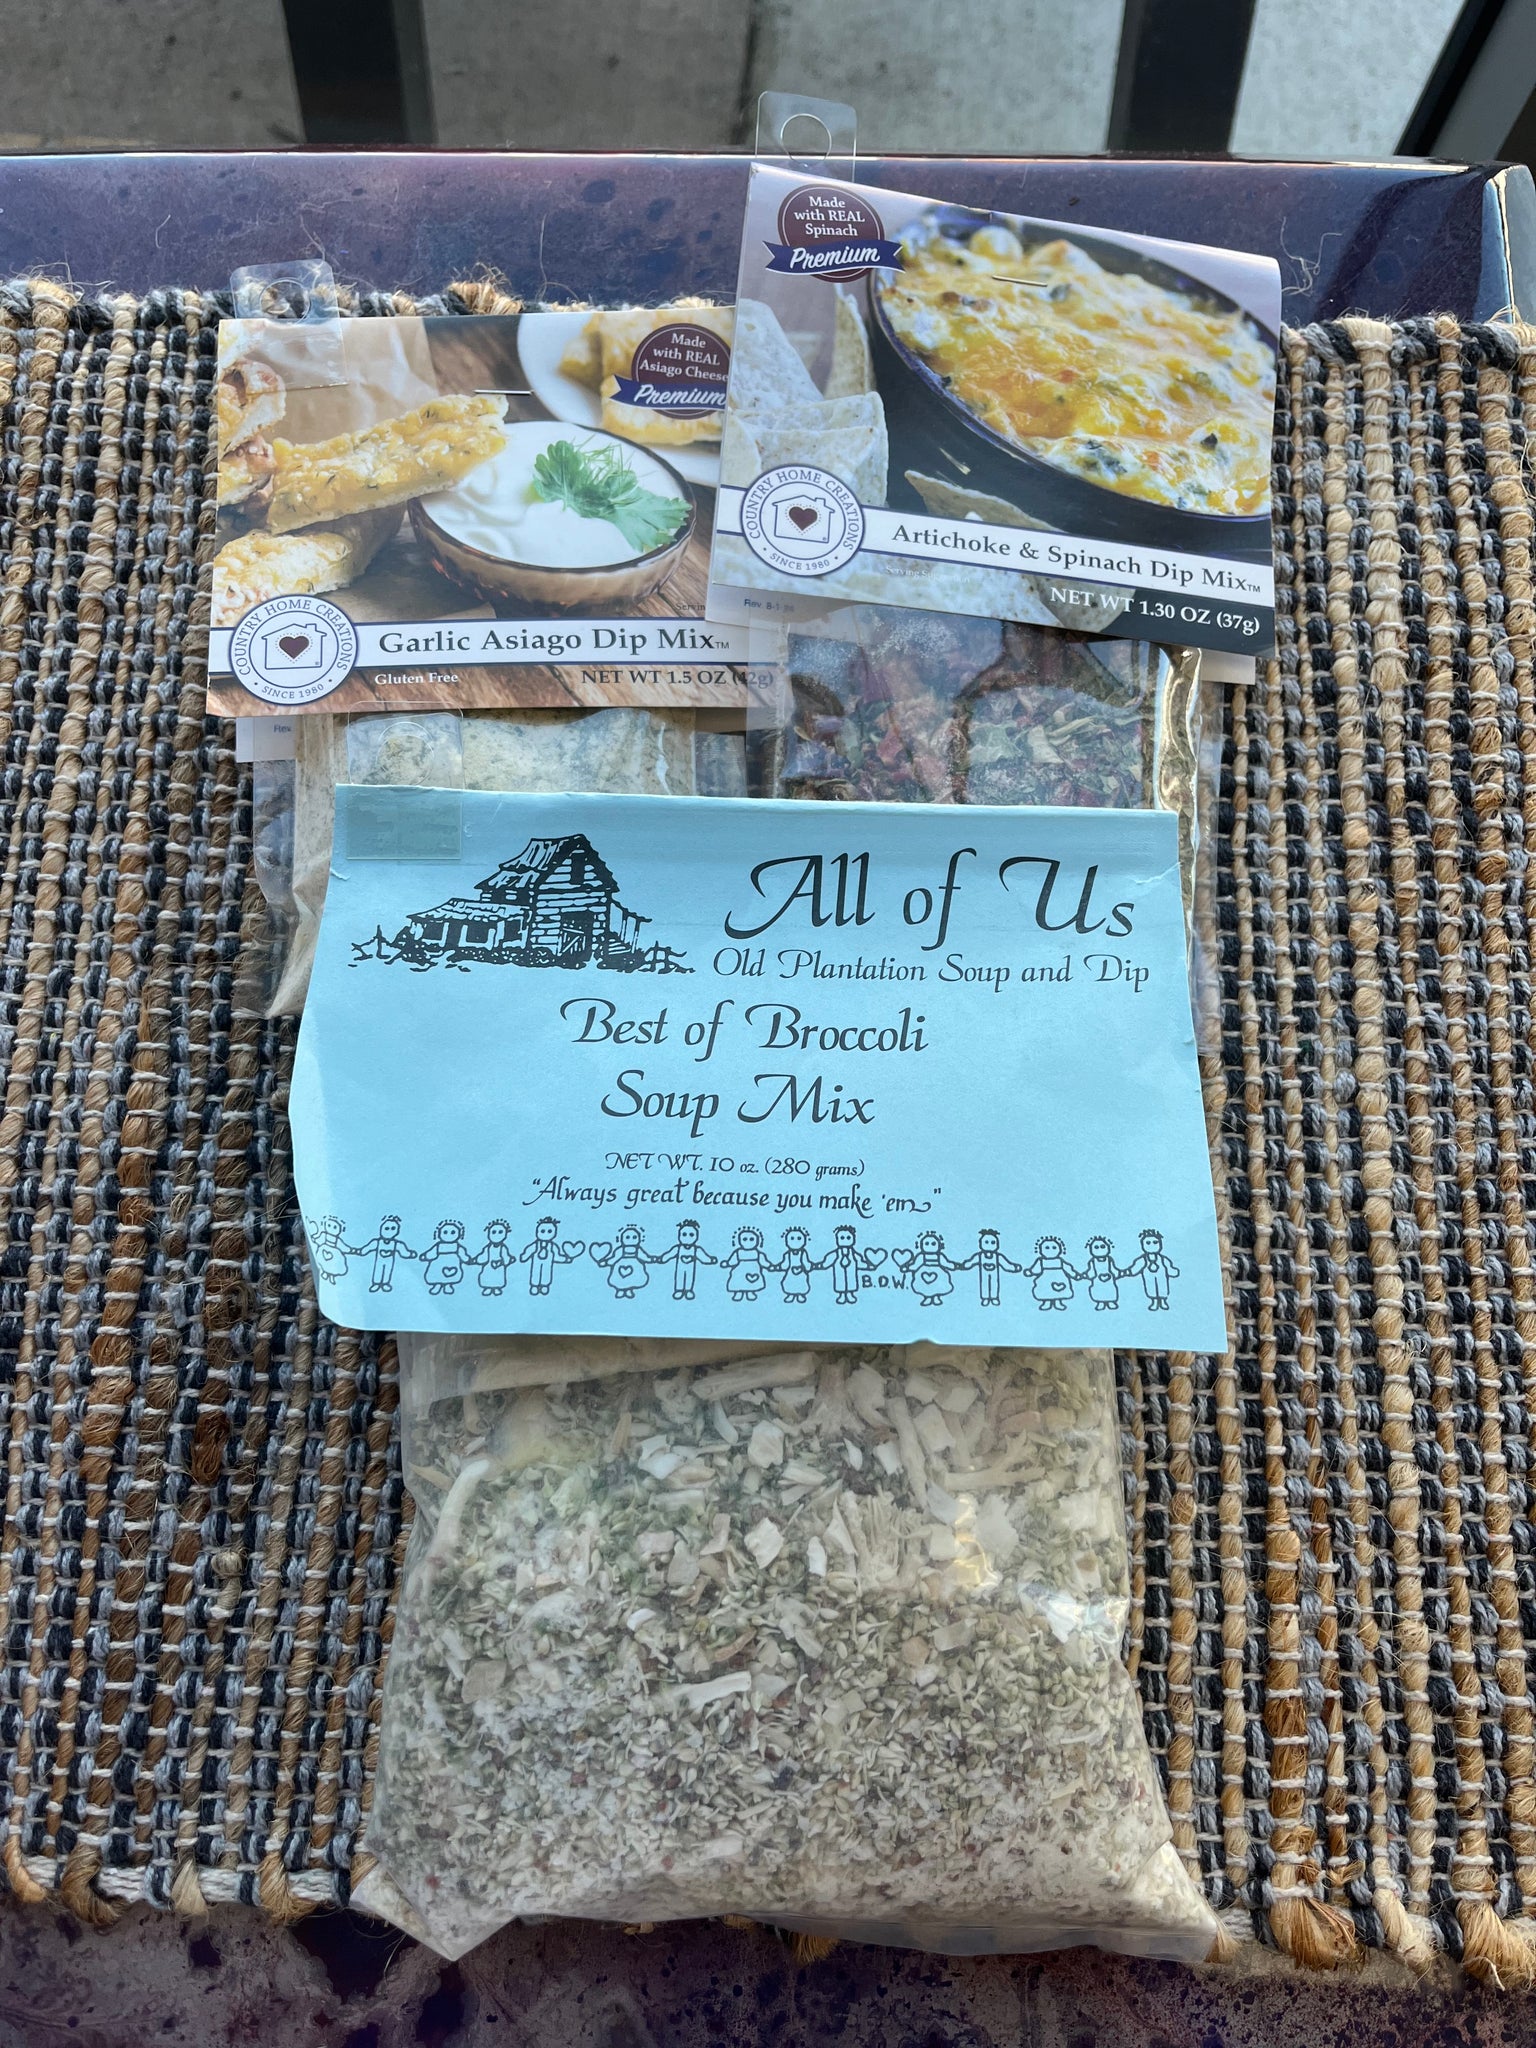 Made
with REAL
Asiago Cheese
Premium
COUNTRY HOME CREATIONS
• SINCE 1980 •
Garlic Asiago Dip Mix™
Gluten Free
NET WT 1.5 OZ (42g)
Made
with REAL
Spinach
Premium
COUNTRY HOME CREATIONS
• SINCE 1980 •
Artichoke & Spinach Dip Mix™
Serving Suggestion
NET WT 1.30 OZ (37g)
All of Us
Old Plantation Soup and Dip
Best of Broccoli
Soup Mix
NET WT. 10 oz. (280 grams)
"Always great because you make 'em"
B.D.W.